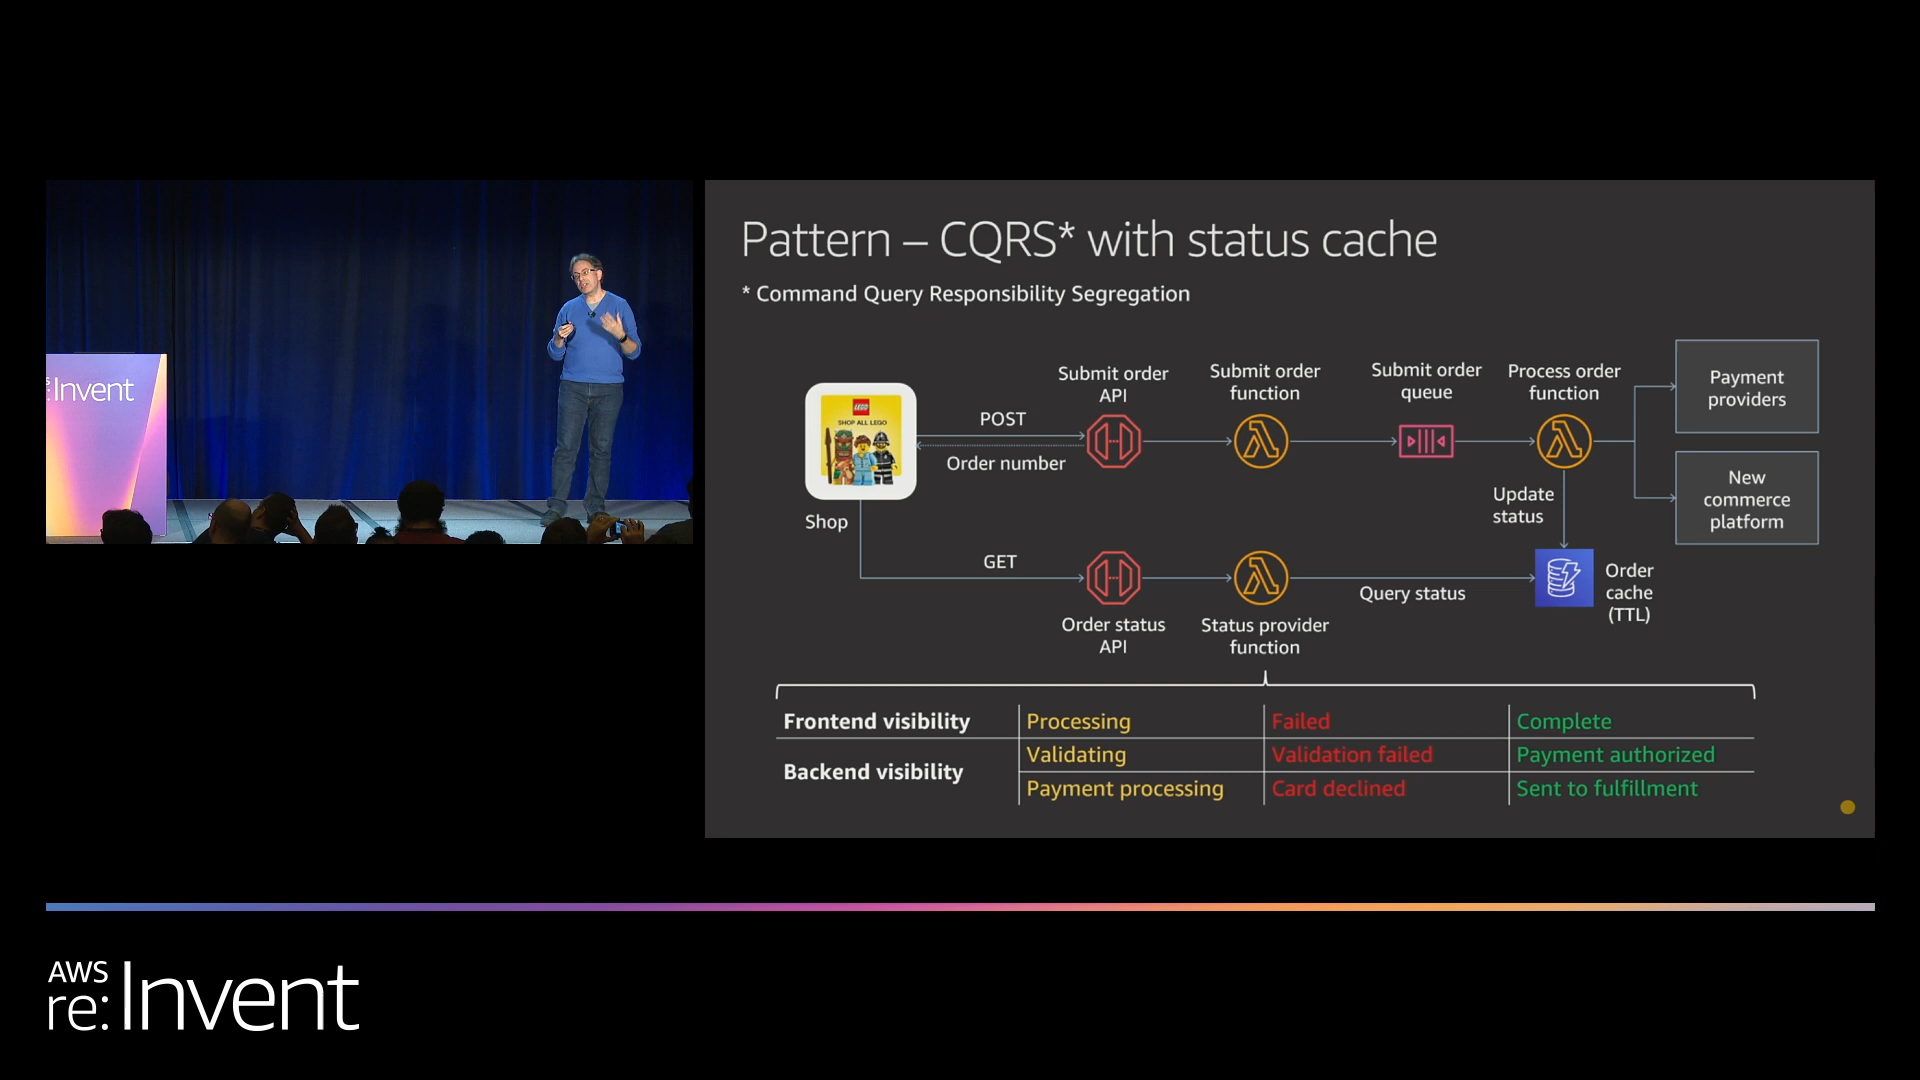 :Invent
Pattern – CQRS* with status cache
* Command Query Responsibility Segregation
Submit order
API
Submit order
function
Submit order
queue
Process order
function
Payment
providers
LEGO
SHOP ALL LEGO
POST
Order number
New
commerce
platform
Update
status
Shop
GET
Query status
Order
cache
(TTL)
Order status
API
Status provider
function
Frontend visibility
Processing
Failed
Complete
Backend visibility
Validating
Validation failed
Payment authorized
Payment processing
Card declined
Sent to fulfillment
AWS
re:Invent